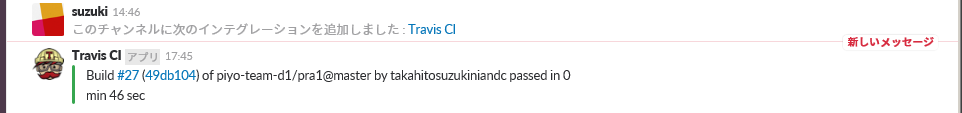 suzuki 14:46
このチャンネルに次のインテグレーションを追加しました : Travis CI
新しいメッセージ
Travis CI アプリ 17:45
Build #27 (49db104) of piyo-team-d1/pra1@master by takahitosuzukiniandc passed in 0
min 46 sec